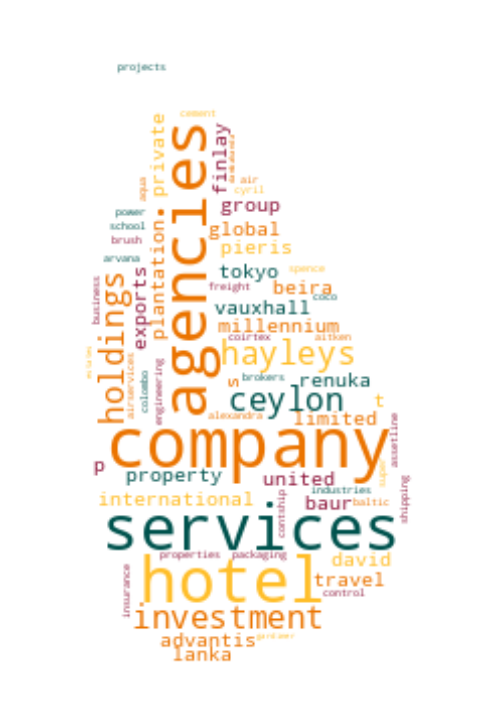 projects
cement
private
agencies
finlay
air
cyril
aqua
power
group
school
global
brush
plantation.
pieris
arvana
tokyo
spence
business
exports
freight
beira
holdings
coco
vauxhall
millennium
coirtex
aitken
hayleys
airservices
colombo
engineering
s
brokers
renuka
ceylon
t
alexandra
limited
assetline
company
p
property
united
super
industries
shipping
international
contship
baur
baltic
services
properties
packaging
david
hotel
travel
insurance
control
investment
advantis
lanka